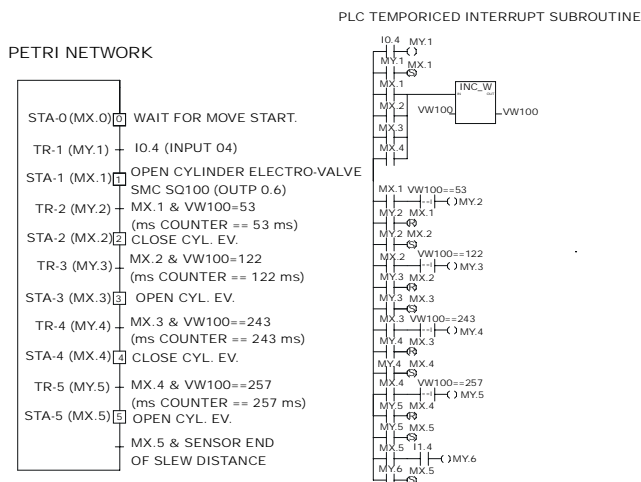 PLC TEMPORICED INTERRUPT SUBROUTINE
PETRI NETWORK
STA-0 (MX.0) 0 WAIT FOR MOVE START.
TR-1 (MY.1) I0.4 (INPUT 04)
STA-1 (MX.1) 1 OPEN CYLINDER ELECTRO-VALVE
SMC SQ100 (OUTP 0.6)
TR-2 (MY.2) MX.1 & VW100=53
(ms COUNTER == 53 ms)
STA-2 (MX.2) 2 CLOSE CYL. EV.
TR-3 (MY.3) MX.2 & VW100=122
(ms COUNTER == 122 ms)
STA-3 (MX.3) 3 OPEN CYL. EV.
TR-4 (MY.4) MX.3 & VW100==243
(ms COUNTER == 243 ms)
STA-4 (MX.4) 4 CLOSE CYL. EV.
TR-5 (MY.5) MX.4 & VW100==257
(ms COUNTER == 257 ms)
STA-5 (MX.5) 5 OPEN CYL. EV.
MX.5 & SENSOR END
OF SLEW DISTANCE
I0.4 MY.1
MY.1 MX.1
S
MX.1
INC_W
IN OUT
MX.2 VW100 VW100
MX.3
MX.4
MX.1 VW100==53
MY.2
MY.2 MX.1
R
MY.2 MX.2
S
MX.2 VW100==122
MY.3
MY.3 MX.2
R
MY.3 MX.3
S
MX.3 VW100==243
MY.4
MY.4 MX.3
R
MY.4 MX.4
S
MX.4 VW100==257
MY.5
MY.5 MX.4
R
MY.5 MX.5
S
MX.5 I1.4
MY.6
MY.6 MX.5